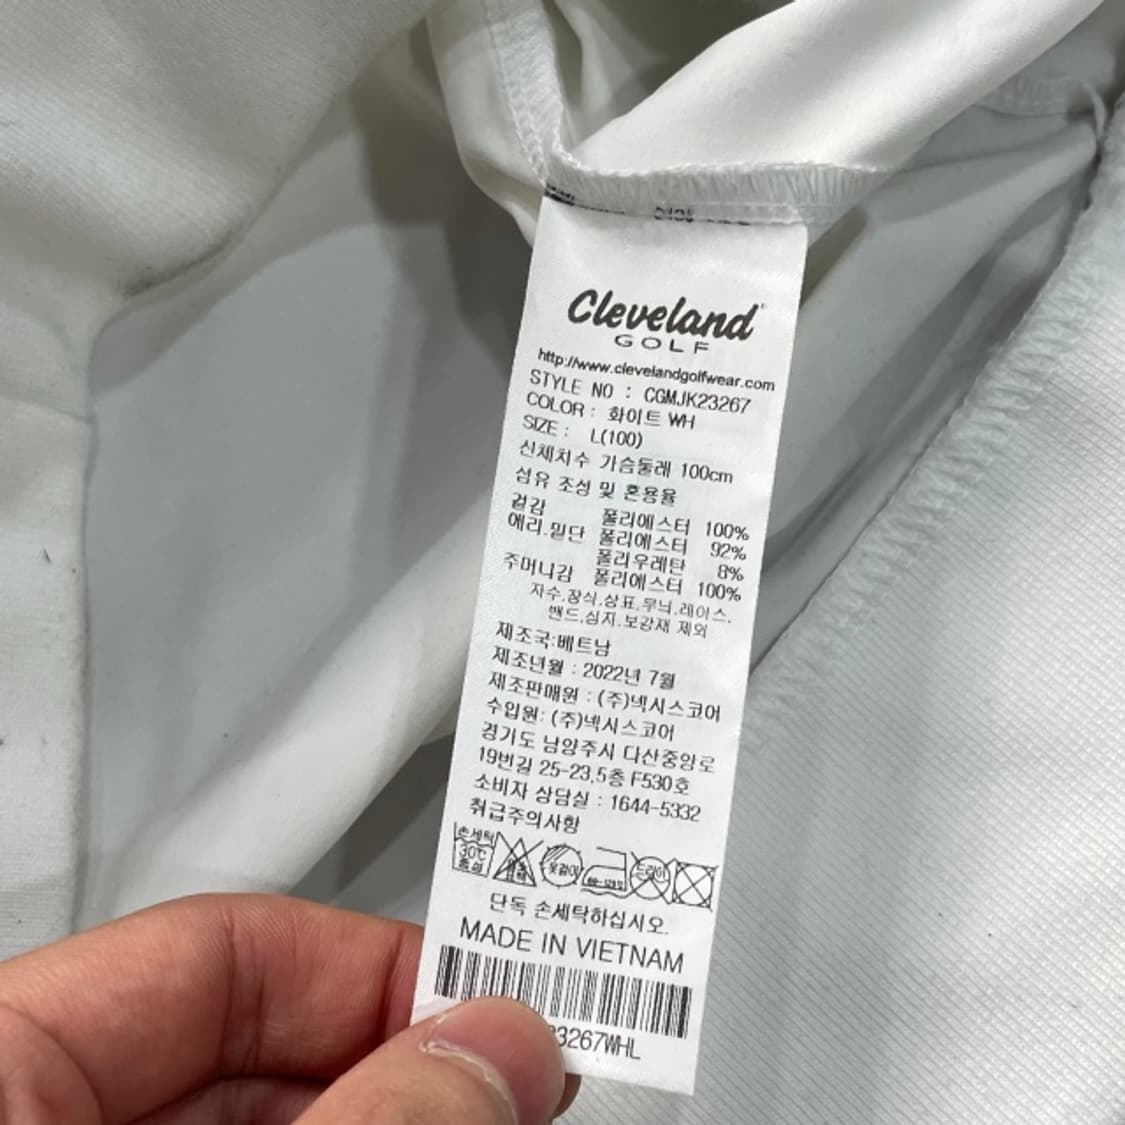 Cleveland
GOLF
http://www.clevelandgolfwear.com
STYLE NO : CGMJK23267
COLOR : 화이트 WH
SIZE : L(100)
신체치수 가슴둘레 100cm
섬유 조성 및 혼용율
겉감 폴리에스터 100%
에리.밑단 폴리에스터 92%
폴리우레탄 8%
주머니감 폴리에스터 100%
자수,장식,상표,무늬,레이스,
밴드,심지,보강재 제외
제조국:베트남
제조년월 : 2022년 7월
제조판매원 : (주)넥시스코어
수입원: (주)넥시스코어
경기도 남양주시 다산중앙로
19번길 25-23,5층 F530호
소비자 상담실 : 1644-5332
취급주의사항
손세탁
30℃
중성
옷걸이
드라이
단독 손세탁하십시오.
MADE IN VIETNAM
3267WHL